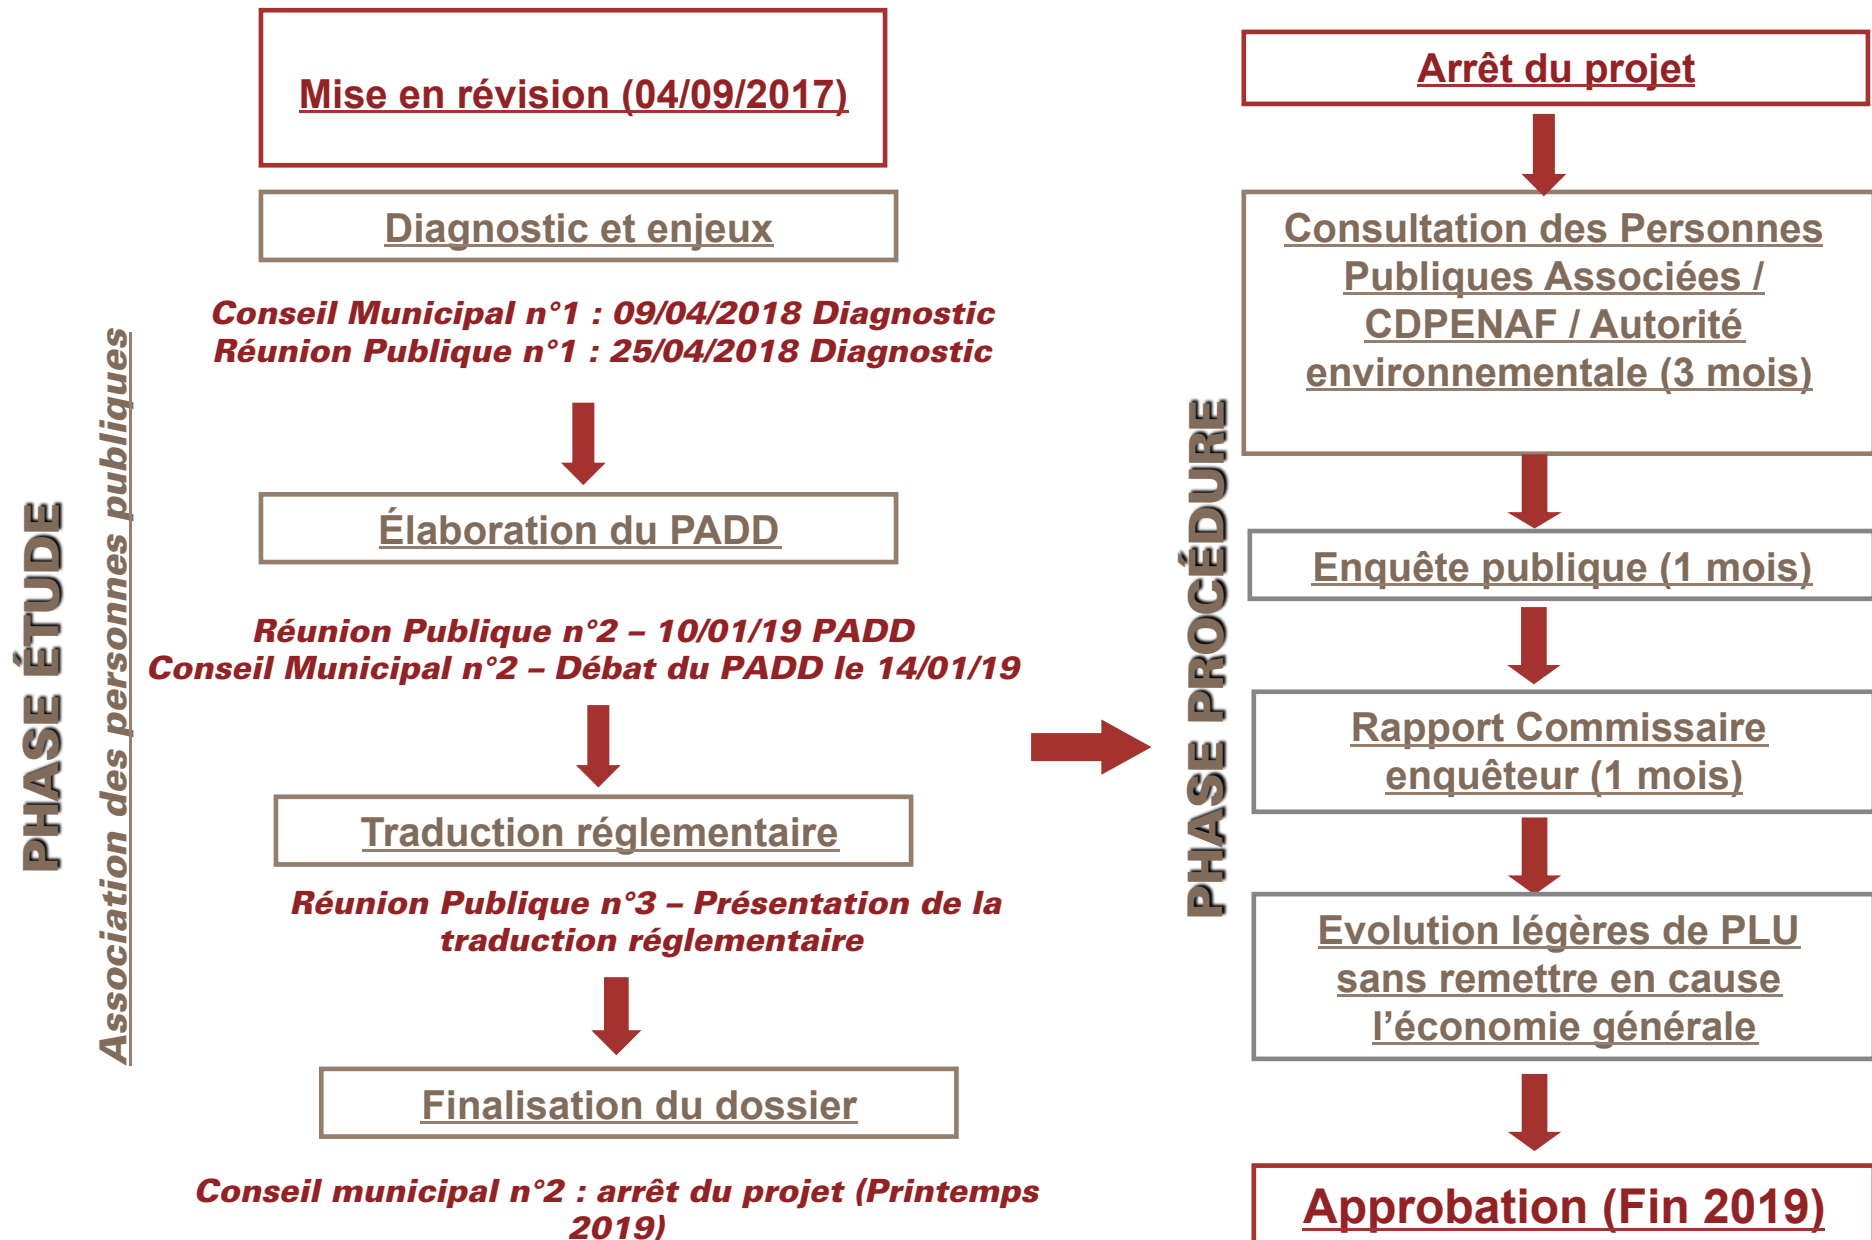 PHASE ÉTUDE
Association des personnes publiques
Mise en révision (04/09/2017)
Diagnostic et enjeux
Conseil Municipal n°1 : 09/04/2018 Diagnostic
Réunion Publique n°1 : 25/04/2018 Diagnostic
Élaboration du PADD
Réunion Publique n°2 – 10/01/19 PADD
Conseil Municipal n°2 – Débat du PADD le 14/01/19
Traduction réglementaire
Réunion Publique n°3 – Présentation de la
traduction réglementaire
Finalisation du dossier
Conseil municipal n°2 : arrêt du projet (Printemps
2019)
PHASE PROCÉDURE
Arrêt du projet
Consultation des Personnes
Publiques Associées /
CDPENAF / Autorité
environnementale (3 mois)
Enquête publique (1 mois)
Rapport Commissaire
enquêteur (1 mois)
Evolution légères de PLU
sans remettre en cause
l’économie générale
Approbation (Fin 2019)